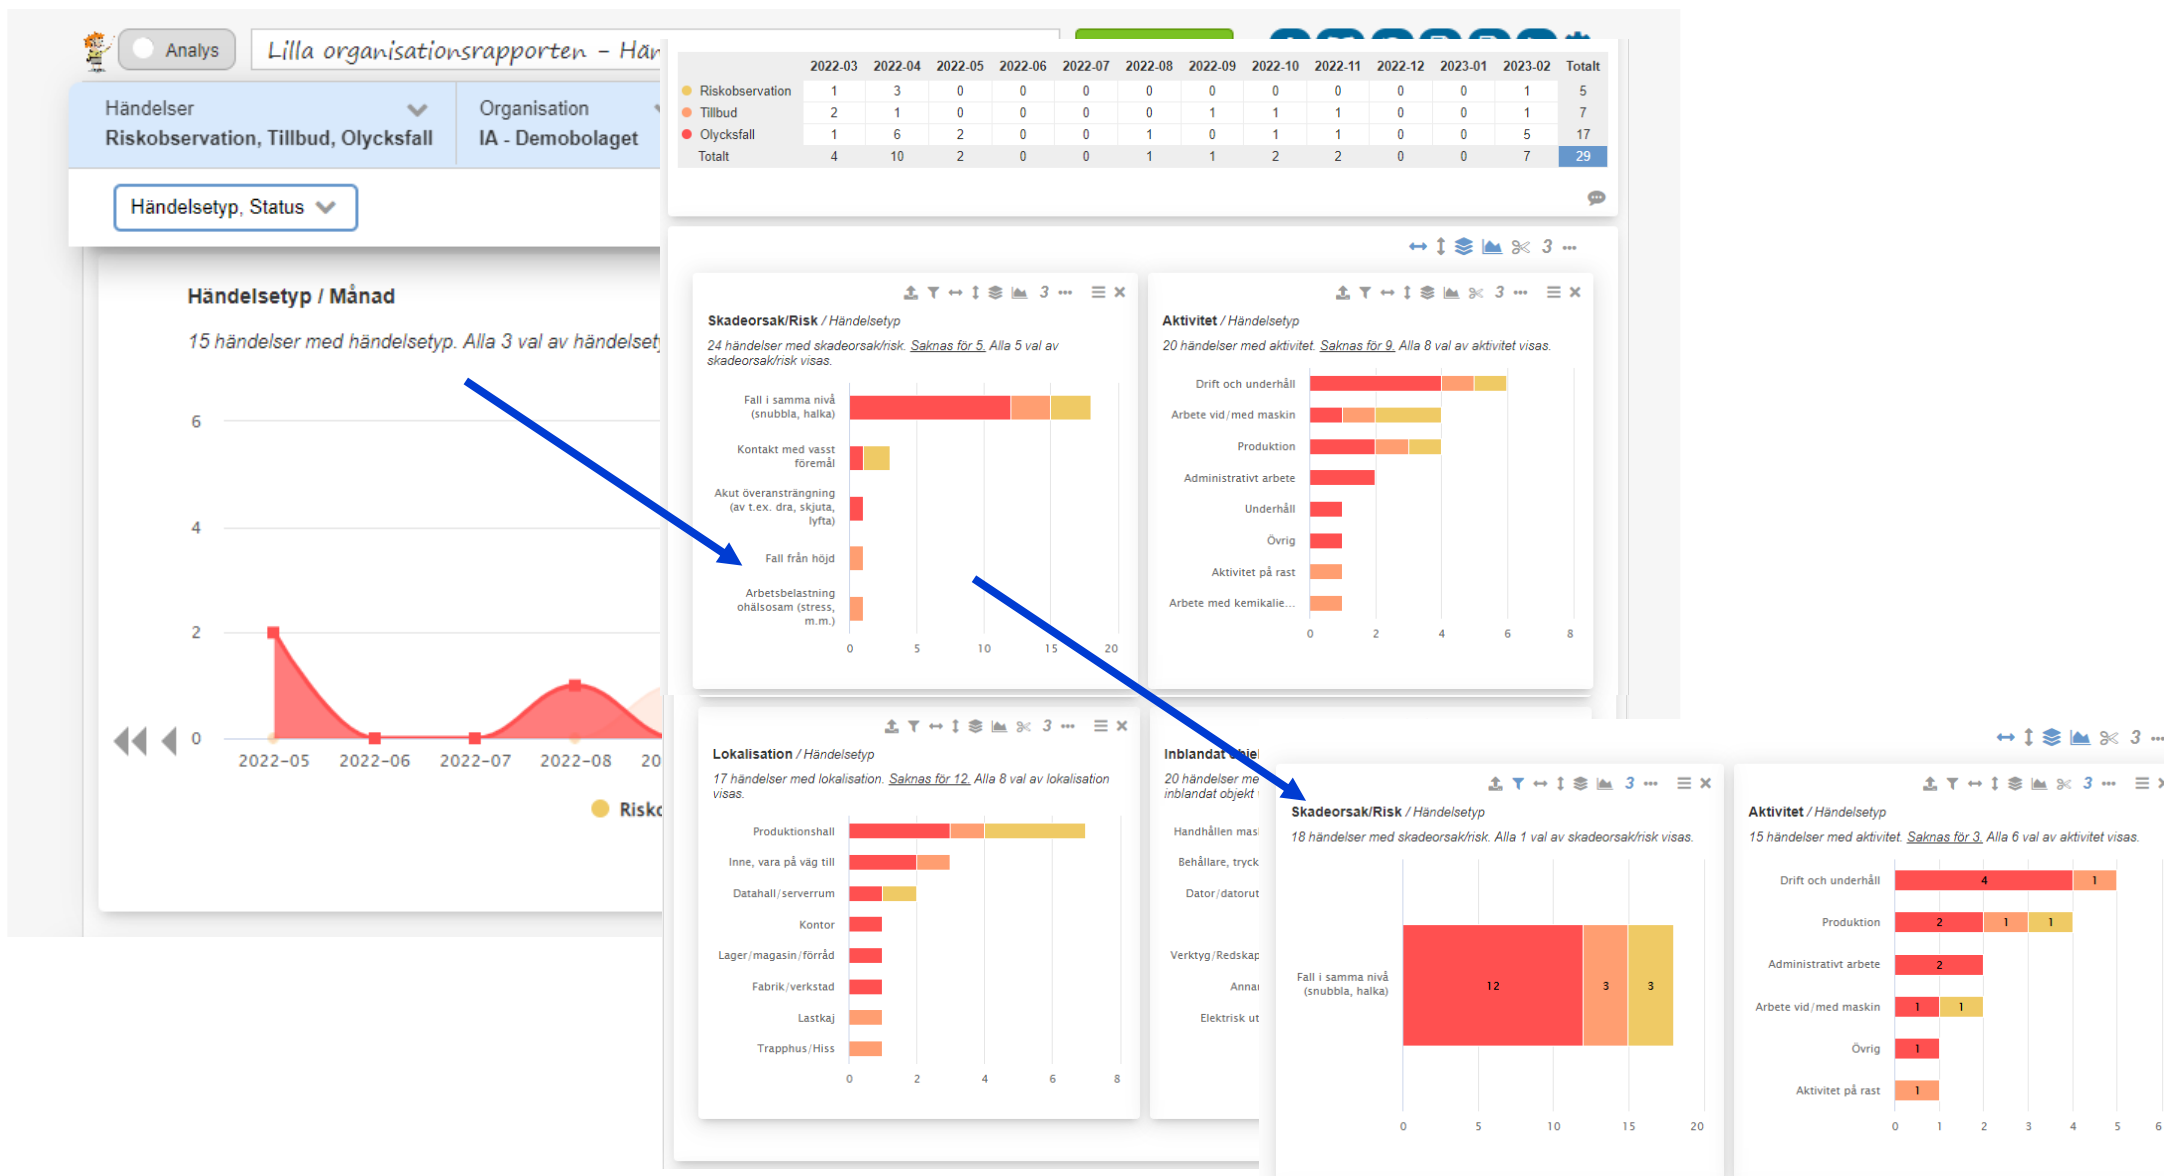 Analys
Lilla organisationsrapporten - Hän
Händelser
Riskobservation, Tillbud, Olycksfall
Organisation
IA - Demobolaget
Händelsetyp, Status
Händelsetyp / Månad
15 händelser med händelsetyp. Alla 3 val av händelsety
6
4
2
0
2022-05 2022-06 2022-07 2022-08 20
Risko
2022-03 2022-04 2022-05 2022-06 2022-07 2022-08 2022-09 2022-10 2022-11 2022-12 2023-01 2023-02 Totalt
Riskobservation 1 3 0 0 0 0 0 0 0 0 0 1 5
Tillbud 2 1 0 0 0 0 1 1 1 0 0 1 7
Olycksfall 1 6 2 0 0 1 0 1 1 0 0 5 17
Totalt 4 10 2 0 0 1 1 2 2 0 0 7 29
3
3
Skadeorsak/Risk / Händelsetyp
24 händelser med skadeorsak/risk. Saknas för 5. Alla 5 val av
skadeorsak/risk visas.
Fall i samma nivå
(snubbla, halka)
Kontakt med vasst
föremål
Akut överansträngning
(av t.ex. dra, skjuta,
lyfta)
Fall från höjd
Arbetsbelastning
ohälsosam (stress,
m.m.)
0 5 10 15 20
3
Aktivitet / Händelsetyp
20 händelser med aktivitet. Saknas för 9. Alla 8 val av aktivitet visas.
Drift och underhåll
Arbete vid/med maskin
Produktion
Administrativt arbete
Underhåll
Övrig
Aktivitet på rast
Arbete med kemikalie...
0 2 4 6 8
3
Lokalisation / Händelsetyp
17 händelser med lokalisation. Saknas för 12. Alla 8 val av lokalisation
visas.
Produktionshall
Inne, vara på väg till
Datahall/serverrum
Kontor
Lager/magasin/förråd
Fabrik/verkstad
Lastkaj
Trapphus/Hiss
0 2 4 6 8
Inblandat
20 händelser me
inblandat objekt
Handhållen mas
Behållare, tryck
Dator/datorut
Verktyg/Redskap
Anna
Elektrisk ut
3
3
Skadeorsak/Risk / Händelsetyp
18 händelser med skadeorsak/risk. Alla 1 val av skadeorsak/risk visas.
Fall i samma nivå
(snubbla, halka)
12 3 3
0 5 10 15 20
3
Aktivitet / Händelsetyp
15 händelser med aktivitet. Saknas för 3. Alla 6 val av aktivitet visas.
Drift och underhåll 4 1
Produktion 2 1 1
Administrativt arbete 2
Arbete vid/med maskin 1 1
Övrig 1
Aktivitet på rast 1
0 1 2 3 4 5 6